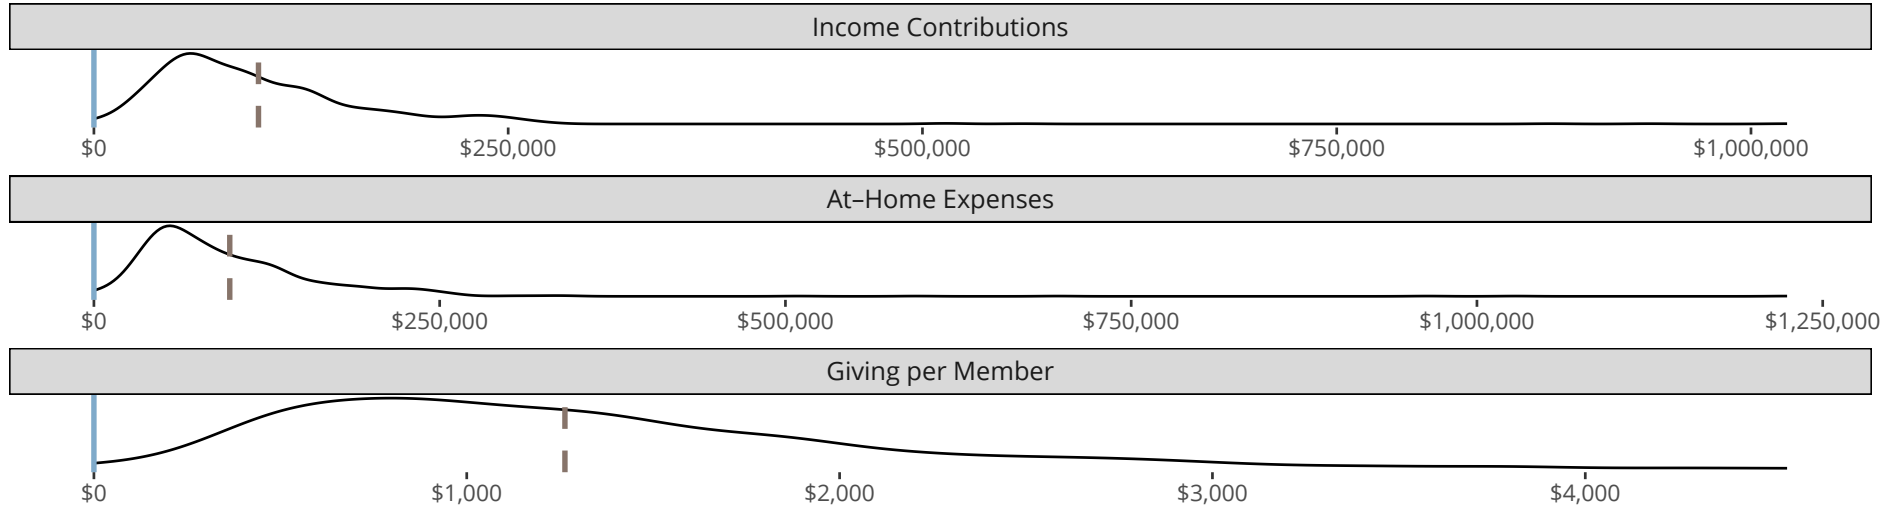 Income Contributions
$0 $250,000 $500,000 $750,000 $1,000,000
At–Home Expenses
$0 $250,000 $500,000 $750,000 $1,000,000 $1,250,000
Giving per Member
$0 $1,000 $2,000 $3,000 $4,000